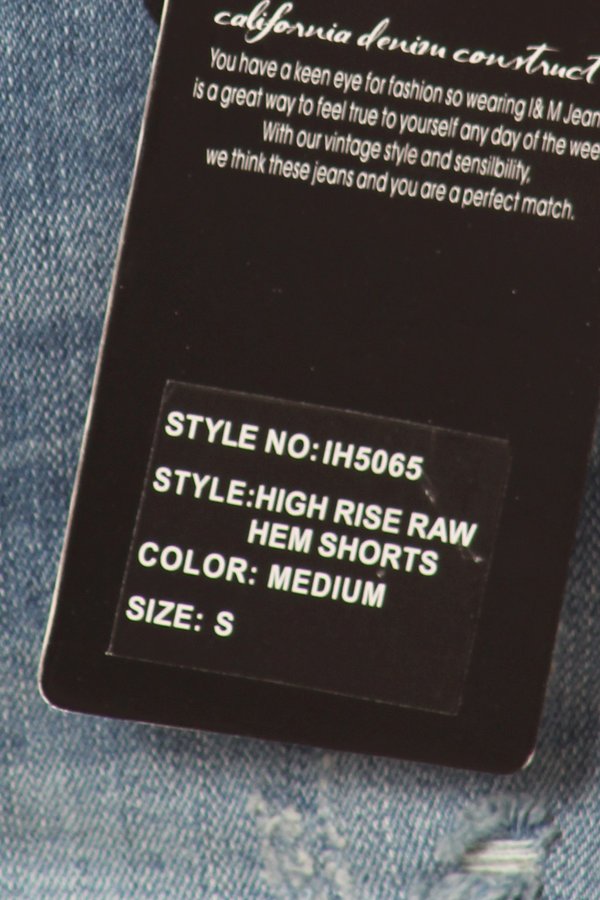 california denim construct
You have a keen eye for fashion so wearing I& M Jean
is a great way to feel true to yourself any day of the wee
With our vintage style and sensilbility,
we think these jeans and you are a perfect match.
STYLE NO: IH5065
STYLE:HIGH RISE RAW
HEM SHORTS
COLOR: MEDIUM
SIZE: S